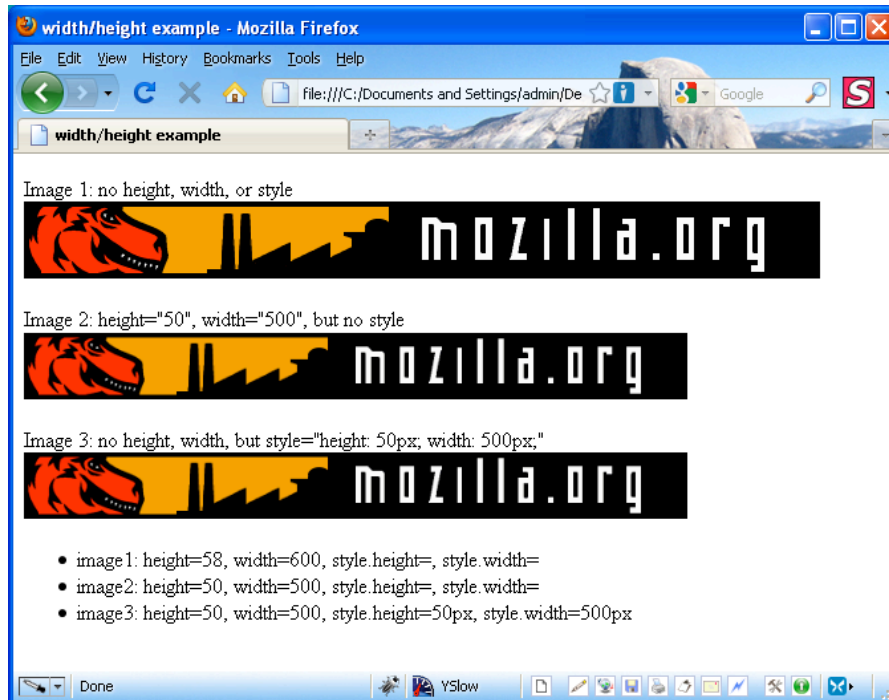 width/height example - Mozilla Firefox
File Edit View History Bookmarks Tools Help
file:///C:/Documents and Settings/admin/De Google S
width/height example
Image 1: no height, width, or style
mozilla.org
Image 2: height="50", width="500", but no style
mozilla.org
Image 3: no height, width, but style="height: 50px; width: 500px;"
mozilla.org
• image1: height=58, width=600, style.height=, style.width=
• image2: height=50, width=500, style.height=, style.width=
• image3: height=50, width=500, style.height=50px, style.width=500px
Done YSlow